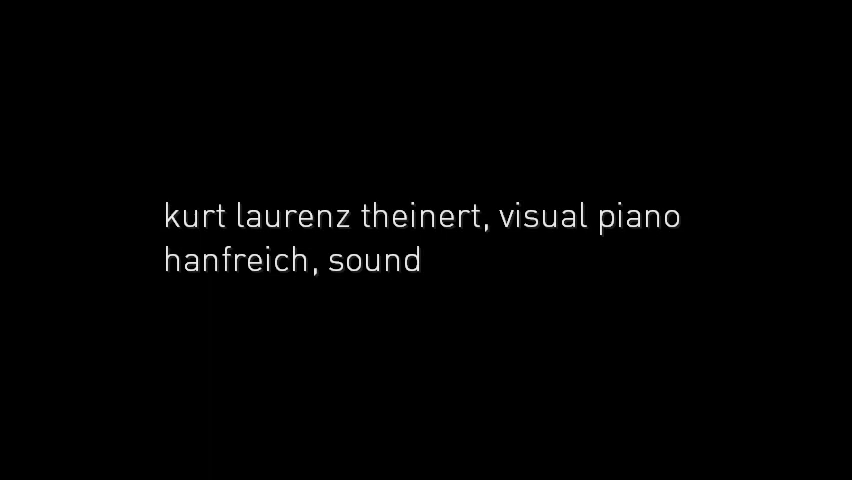 kurt laurenz theinert, visual piano
hanfreich, sound